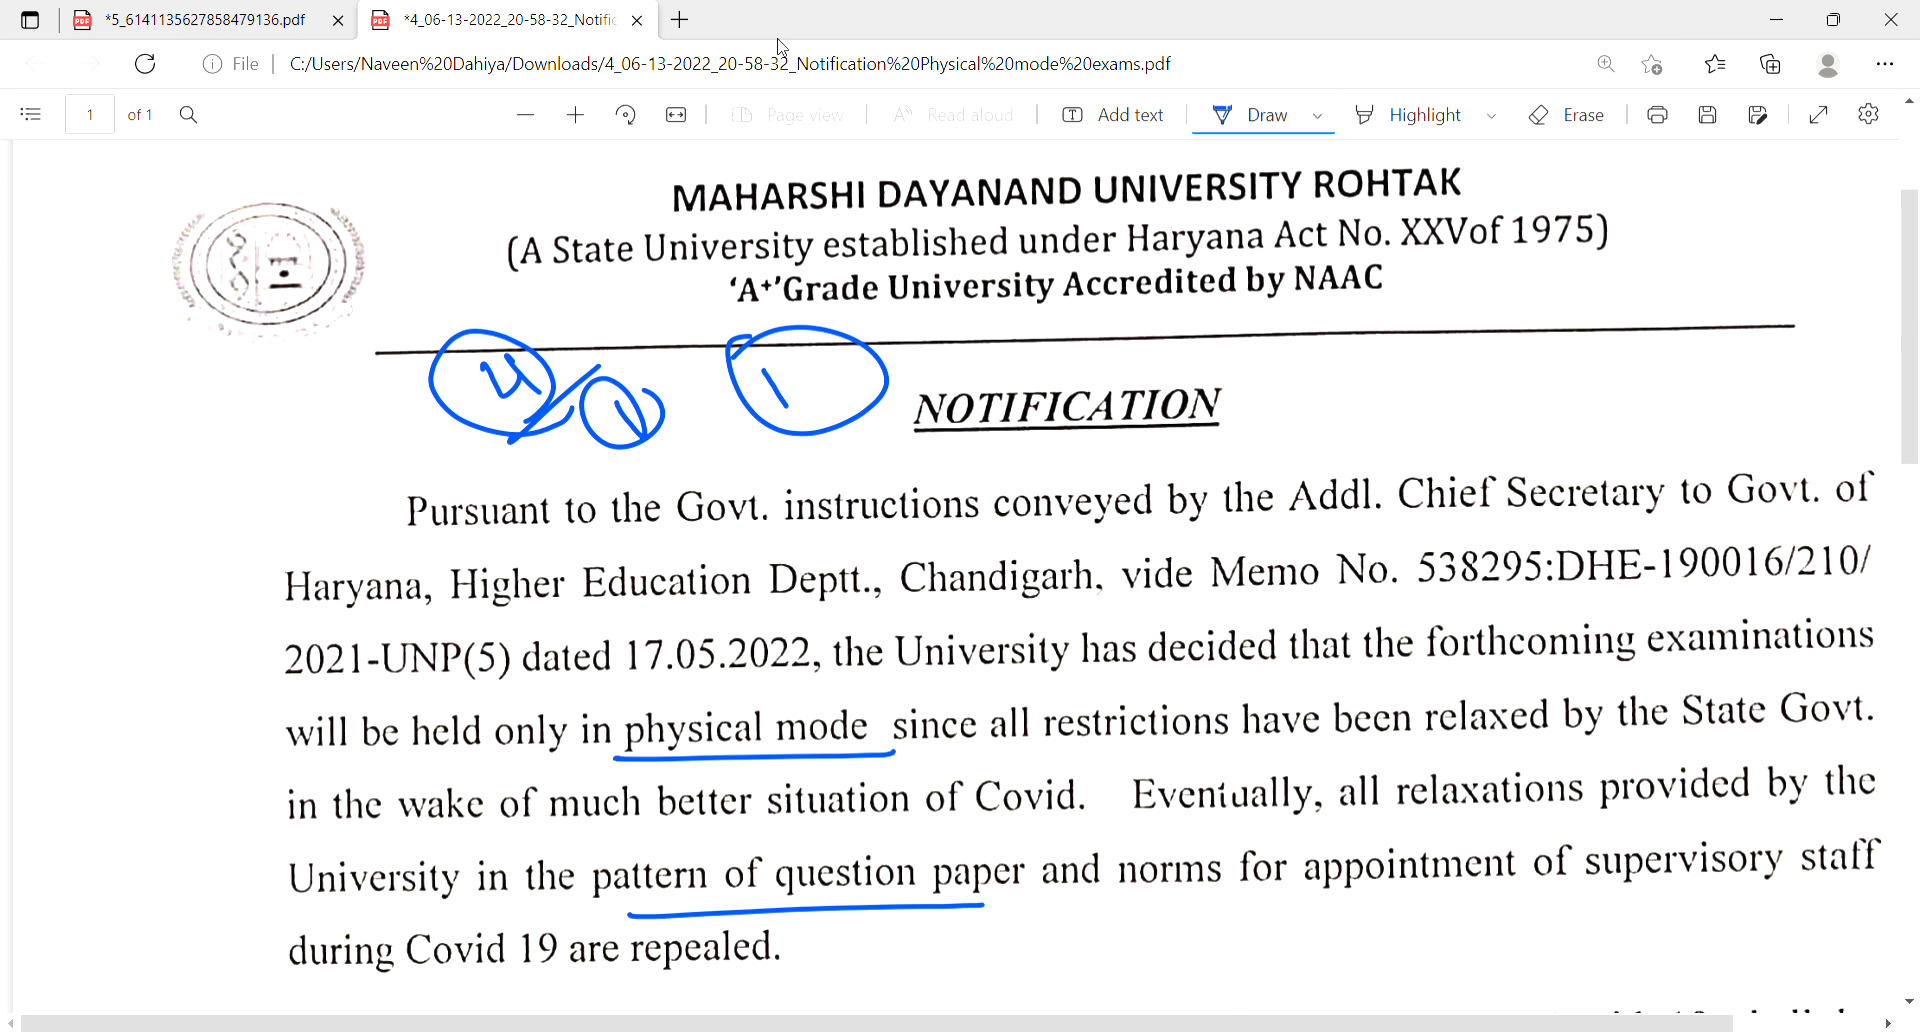 *5_6141135627858479136.pdf
*4_06-13-2022_20-58-32_Notific
File
C:/Users/Naveen%20Dahiya/Downloads/4_06-13-2022_20-58-32_Notification%20Physical%20mode%20exams.pdf
1 of 1
Page view
Read aloud
Add text
Draw
Highlight
Erase
MAHARSHI DAYANAND UNIVERSITY ROHTAK
(A State University established under Haryana Act No. XXVof 1975)
‘A⁺’Grade University Accredited by NAAC
NOTIFICATION
Pursuant to the Govt. instructions conveyed by the Addl. Chief Secretary to Govt. of
Haryana, Higher Education Deptt., Chandigarh, vide Memo No. 538295:DHE-190016/210/
2021-UNP(5) dated 17.05.2022, the University has decided that the forthcoming examinations
will be held only in physical mode since all restrictions have been relaxed by the State Govt.
in the wake of much better situation of Covid. Eventually, all relaxations provided by the
University in the pattern of question paper and norms for appointment of supervisory staff
during Covid 19 are repealed.